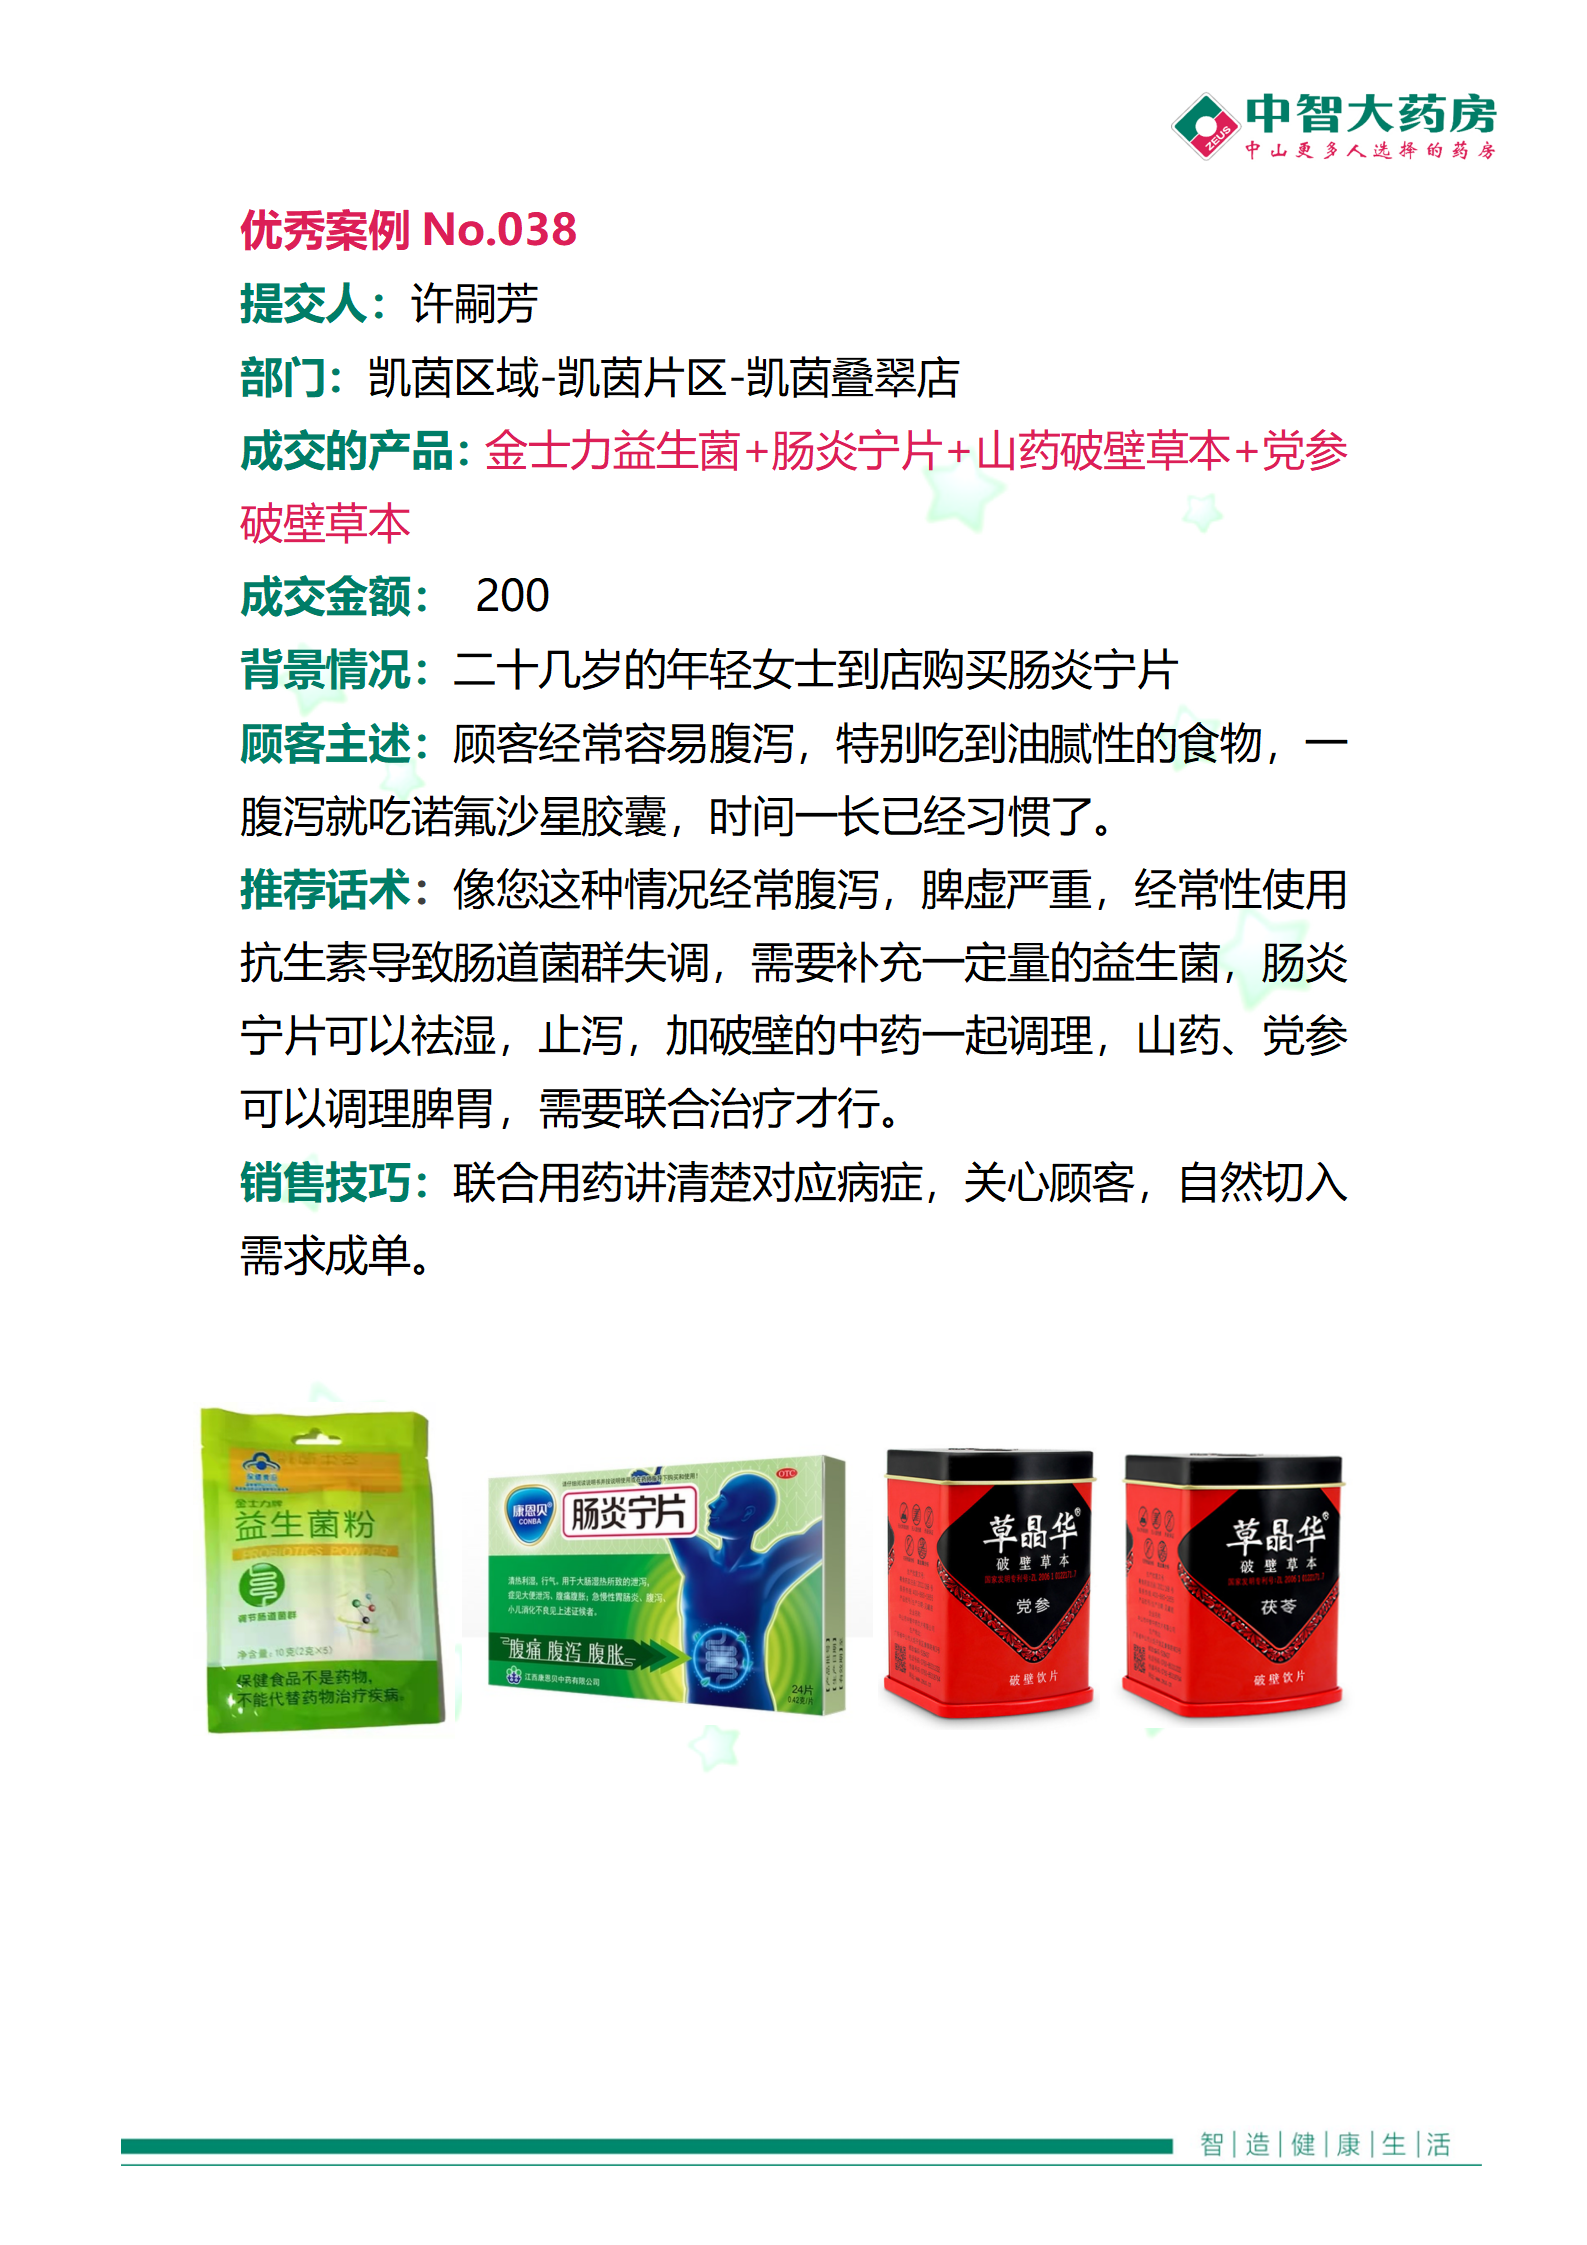 中智大药房
ZEUS
中山更多人选择的药房
优秀案例 No.038
提交人：许嗣芳
部门：凯茵区域-凯茵片区-凯茵叠翠店
成交的产品：金士力益生菌+肠炎宁片+山药破壁草本+党参
破壁草本
成交金额： 200
背景情况：二十几岁的年轻女士到店购买肠炎宁片
顾客主述：顾客经常容易腹泻，特别吃到油腻性的食物，一
腹泻就吃诺氟沙星胶囊，时间一长已经习惯了。
推荐话术：像您这种情况经常腹泻，脾虚严重，经常性使用
抗生素导致肠道菌群失调，需要补充一定量的益生菌，肠炎
宁片可以祛湿，止泻，加破壁的中药一起调理，山药、党参
可以调理脾胃，需要联合治疗才行。
销售技巧：联合用药讲清楚对应病症，关心顾客，自然切入
需求成单。
保健食品
金士力牌
益生菌粉
PROBIOTICS POWDER
调节肠道菌群
净含量：10克(2克×5)
保健食品不是药物，
不能代替药物治疗疾病。
OTC
康恩贝®
CONBA
肠炎宁片
清热利湿，行气。用于大肠湿热所致的泄泻，
症见大便泄泻、腹痛腹胀；急慢性胃肠炎、腹泻、
小儿消化不良见上述证候者。
腹痛 腹泻 腹胀
江西康恩贝中药有限公司
24片
0.42克/片
草晶华®
破壁草本
党参
破壁饮片
草晶华®
破壁草本
茯苓
破壁饮片
智|造|健|康|生|活